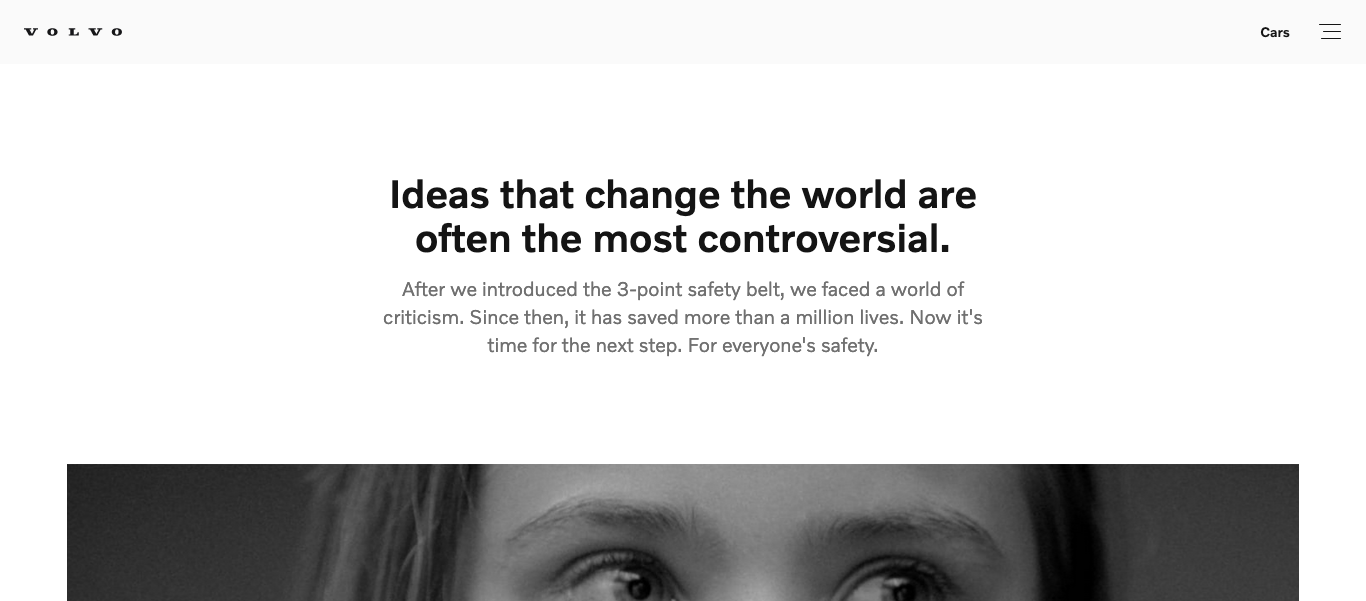 VOLVO
Cars
Ideas that change the world are
often the most controversial.
After we introduced the 3-point safety belt, we faced a world of
criticism. Since then, it has saved more than a million lives. Now it's
time for the next step. For everyone's safety.